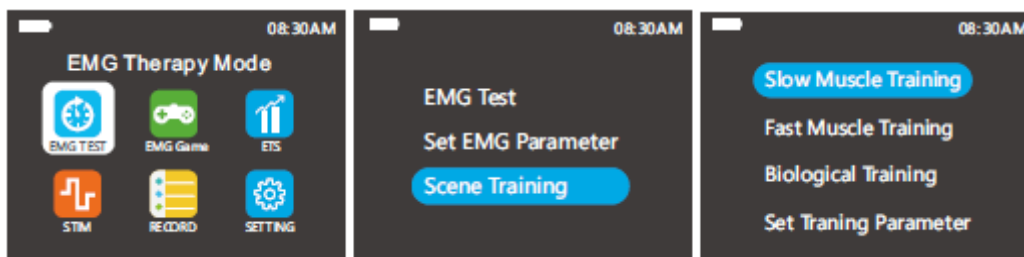 08:30AM
EMG Therapy Mode
EMG TEST
EMG Game
ETS
STIM
RECORD
SETTING
08:30AM
EMG Test
Set EMG Parameter
Scene Training
08:30AM
Slow Muscle Training
Fast Muscle Training
Biological Training
Set Traning Parameter